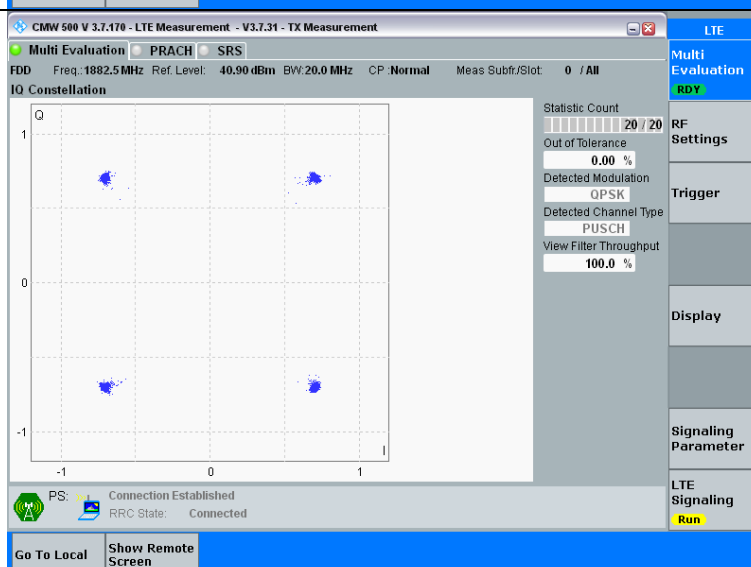 CMW 500 V 3.7.170 - LTE Measurement - V3.7.31 - TX Measurement
LTE
Multi Evaluation PRACH SRS
Multi
Evaluation
RDY
FDD Freq.: 1882.5 MHz Ref. Level: 40.90 dBm BW: 20.0 MHz CP : Normal Meas Subfr./Slot: 0 / All
IQ Constellation
Q
1
0
-1
I
-1 0 1
Statistic Count
20 / 20
Out of Tolerance
0.00 %
Detected Modulation
QPSK
Detected Channel Type
PUSCH
View Filter Throughput
100.0 %
RF
Settings
Trigger
Display
Signaling
Parameter
LTE
Signaling
Run
PS: Connection Established
RRC State: Connected
Go To Local
Show Remote
Screen